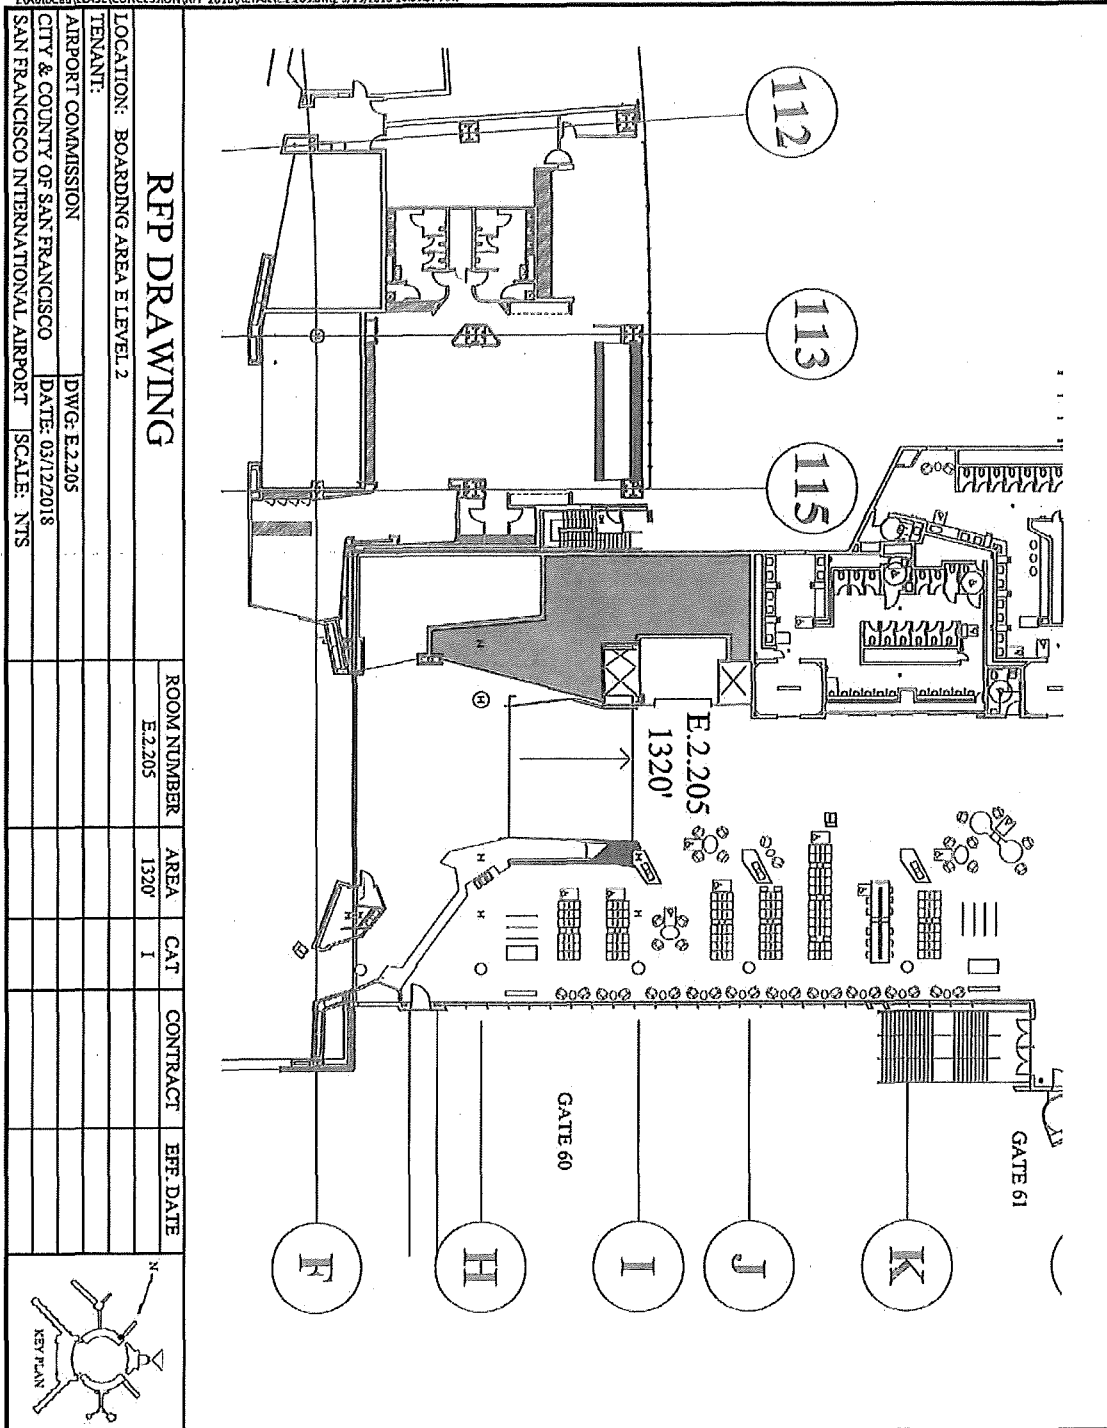 112
113
115
E.2.205
1320'
GATE 60
GATE 61
F
H
I
J
K
RFP DRAWING
LOCATION: BOARDING AREA E LEVEL 2
TENANT:
AIRPORT COMMISSION
DWG: E.2.205
CITY & COUNTY OF SAN FRANCISCO
DATE: 03/12/2018
SAN FRANCISCO INTERNATIONAL AIRPORT
SCALE: NTS
ROOM NUMBER
AREA
CAT
CONTRACT
EFF. DATE
E.2.205
1320'
I
N
KEY PLAN